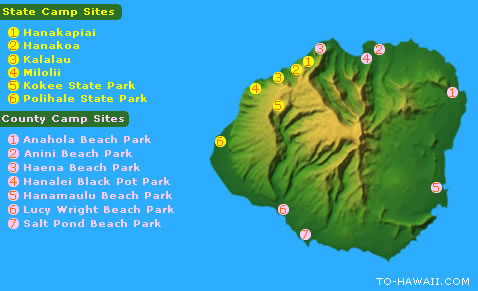 State Camp Sites
1 Hanakapiai
2 Hanakoa
3 Kalalau
4 Milolii
5 Kokee State Park
6 Polihale State Park
County Camp Sites
1 Anahola Beach Park
2 Anini Beach Park
3 Haena Beach Park
4 Hanalei Black Pot Park
5 Hanamaulu Beach Park
6 Lucy Wright Beach Park
7 Salt Pond Beach Park
3
2
1
4
2
3
4
1
5
6
5
6
7
TO-HAWAII.COM